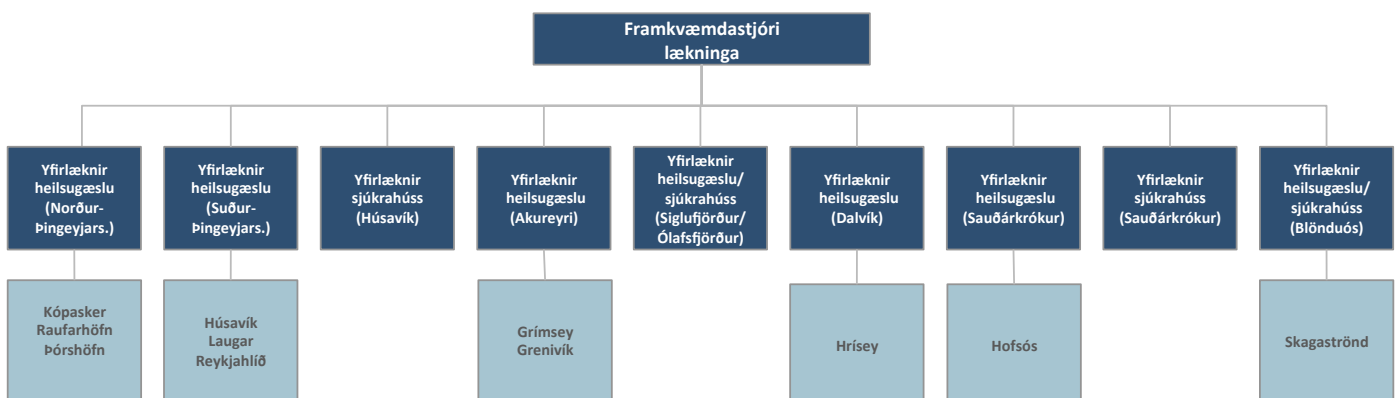 Framkvæmdastjóri
lækninga
Yfirlæknir
heilsugæslu
(Norður-
Þingeyjars.)
Yfirlæknir
heilsugæslu
(Suður-
Þingeyjars.)
Yfirlæknir
sjúkrahúss
(Húsavík)
Yfirlæknir
heilsugæslu
(Akureyri)
Yfirlæknir
heilsugæslu/
sjúkrahúss
(Siglufjörður/
Ólafsfjörður)
Yfirlæknir
heilsugæslu
(Dalvík)
Yfirlæknir
heilsugæslu
(Sauðárkrókur)
Yfirlæknir
sjúkrahúss
(Sauðárkrókur)
Yfirlæknir
heilsugæslu/
sjúkrahúss
(Blönduós)
Kópasker
Raufarhöfn
Þórshöfn
Húsavík
Laugar
Reykjahlíð
Grímsey
Grenivík
Hrísey
Hofsós
Skagaströnd